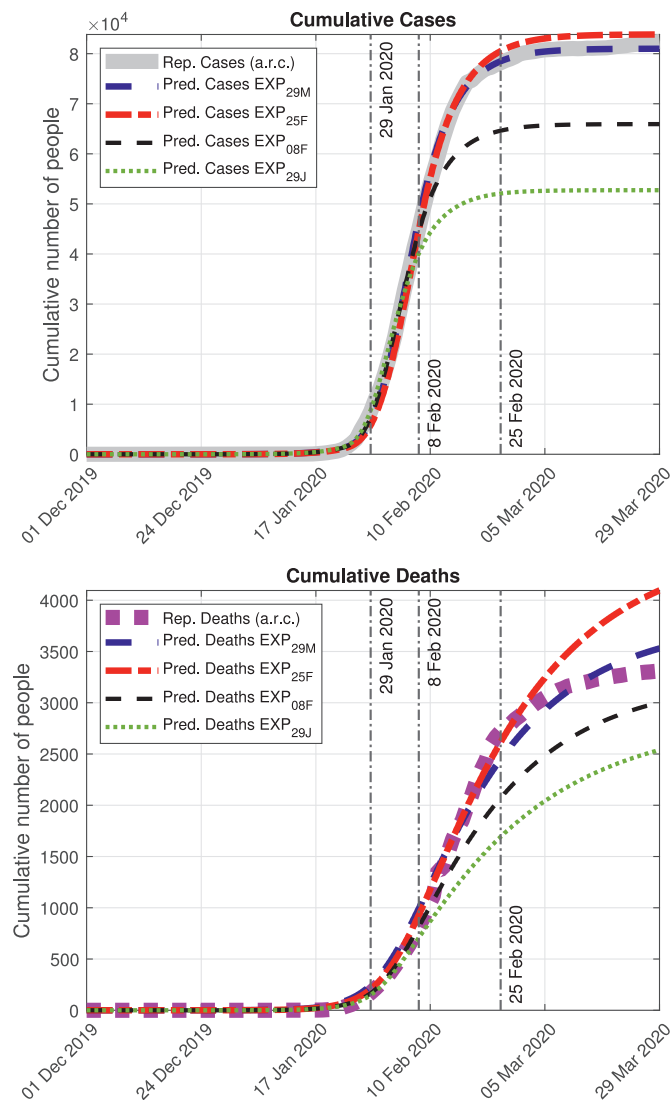 Cumulative Cases
×10⁴
Cumulative number of people
9
8
7
6
5
4
3
2
1
0
Rep. Cases (a.r.c.)
Pred. Cases EXP29M
Pred. Cases EXP25F
Pred. Cases EXP08F
Pred. Cases EXP29J
29 Jan 2020
8 Feb 2020
25 Feb 2020
01 Dec 2019
24 Dec 2019
17 Jan 2020
10 Feb 2020
05 Mar 2020
29 Mar 2020
Cumulative Deaths
Cumulative number of people
4000
3500
3000
2500
2000
1500
1000
500
0
Rep. Deaths (a.r.c.)
Pred. Deaths EXP29M
Pred. Deaths EXP25F
Pred. Deaths EXP08F
Pred. Deaths EXP29J
29 Jan 2020
8 Feb 2020
25 Feb 2020
01 Dec 2019
24 Dec 2019
17 Jan 2020
10 Feb 2020
05 Mar 2020
29 Mar 2020